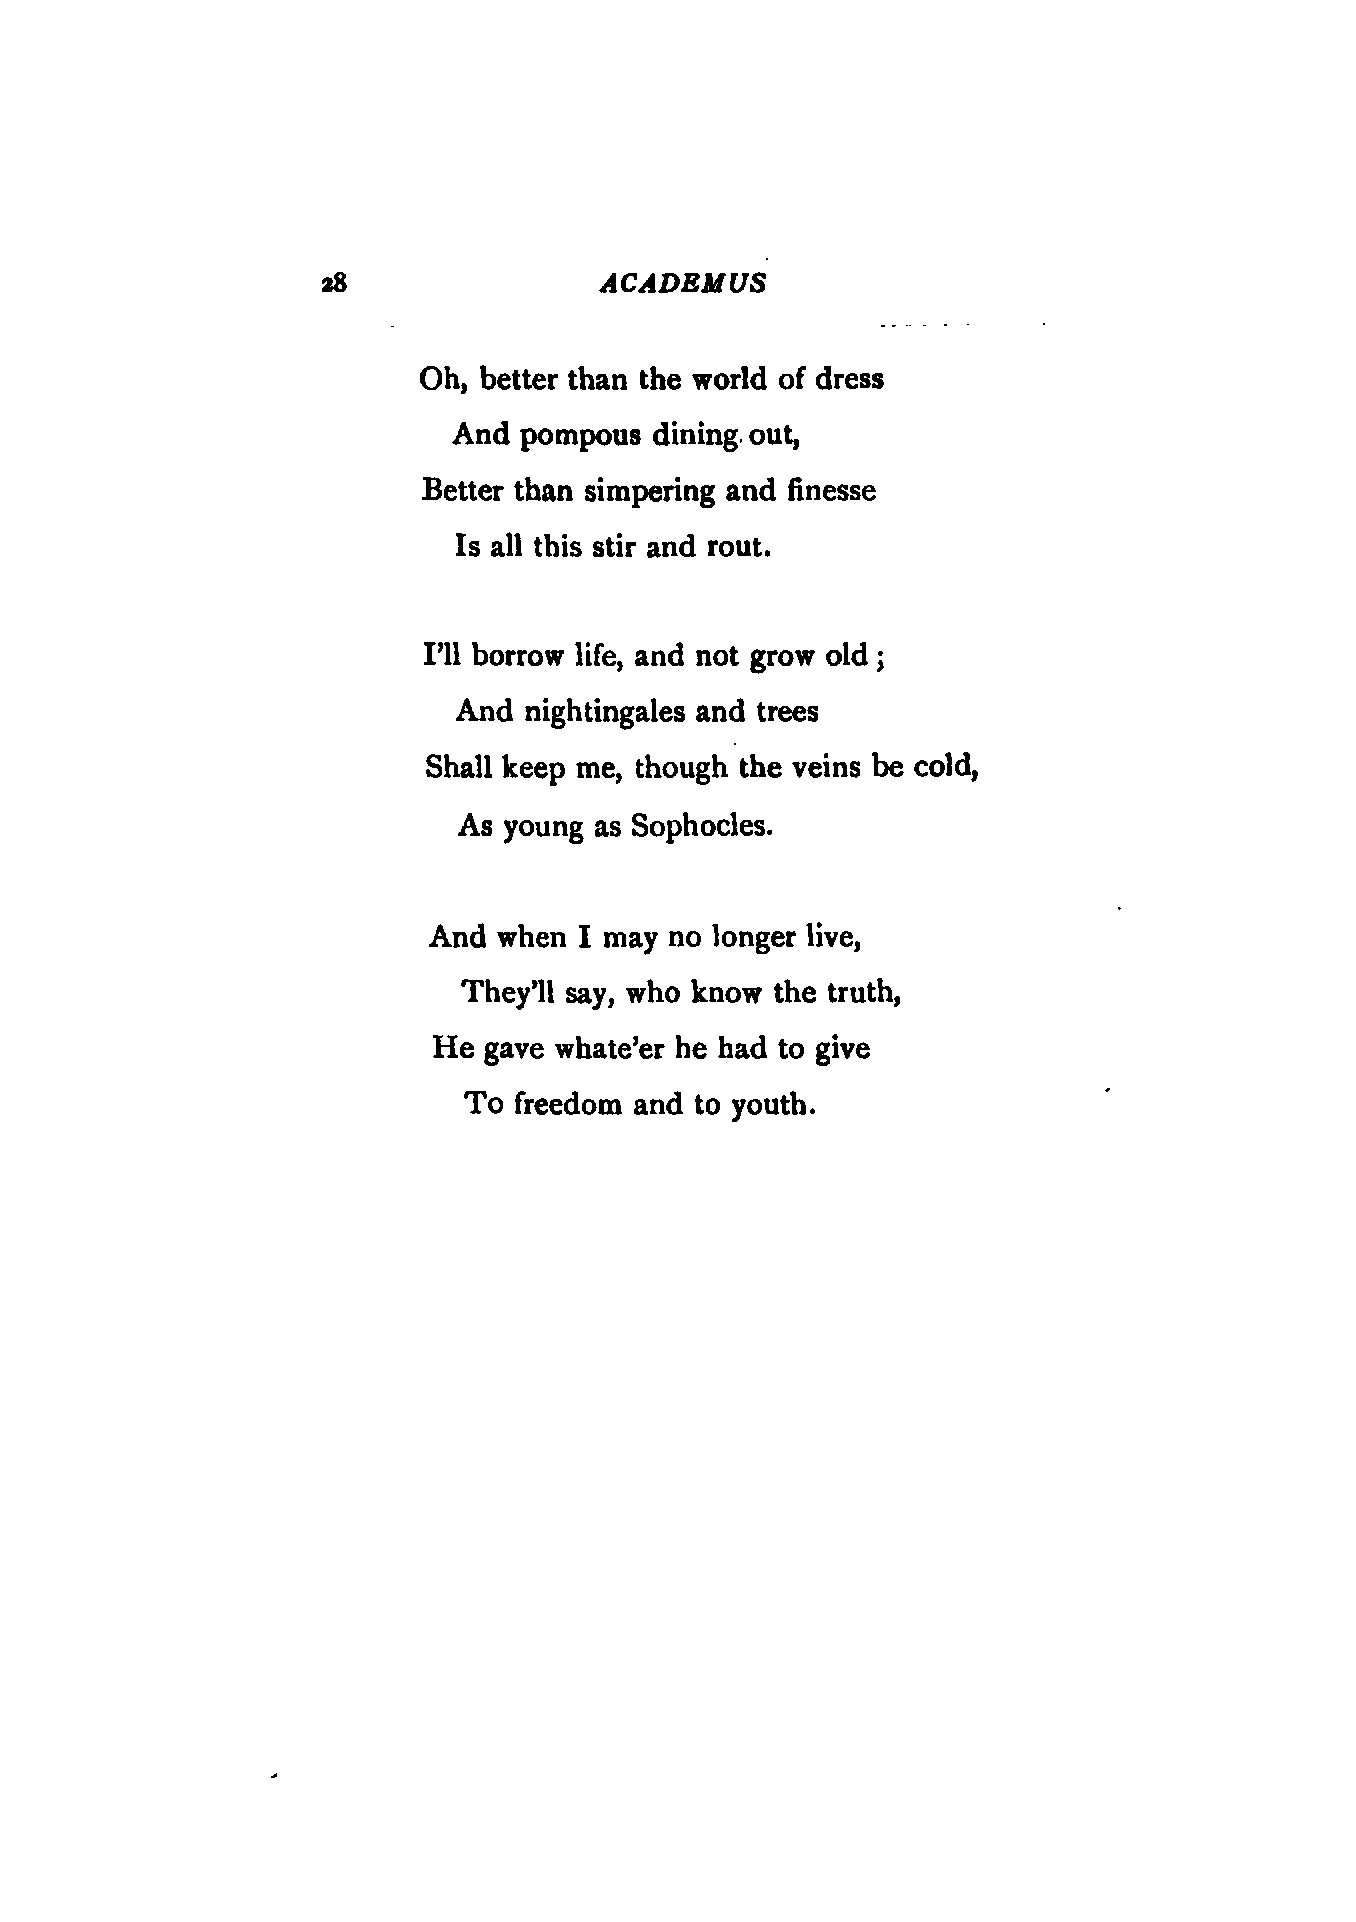 28 ACADEMUS
Oh, better than the world of dress
And pompous dining out,
Better than simpering and finesse
Is all this stir and rout.
I'll borrow life, and not grow old ;
And nightingales and trees
Shall keep me, though the veins be cold,
As young as Sophocles.
And when I may no longer live,
They'll say, who know the truth,
He gave whate'er he had to give
To freedom and to youth.